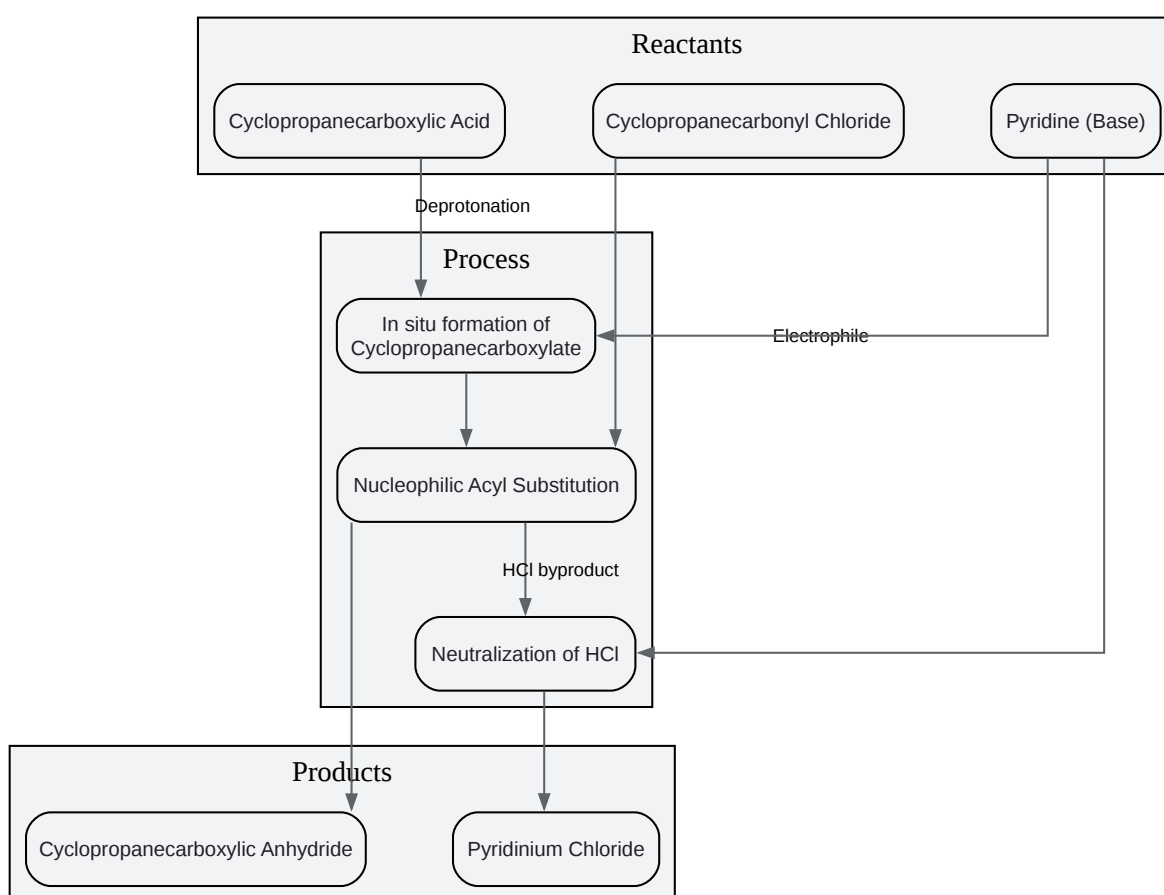 Reactants
Cyclopropanecarboxylic Acid
Cyclopropanecarbonyl Chloride
Pyridine (Base)
Deprotonation
Process
In situ formation of
Cyclopropanecarboxylate
Electrophile
Nucleophilic Acyl Substitution
HCl byproduct
Neutralization of HCl
Products
Cyclopropanecarboxylic Anhydride
Pyridinium Chloride